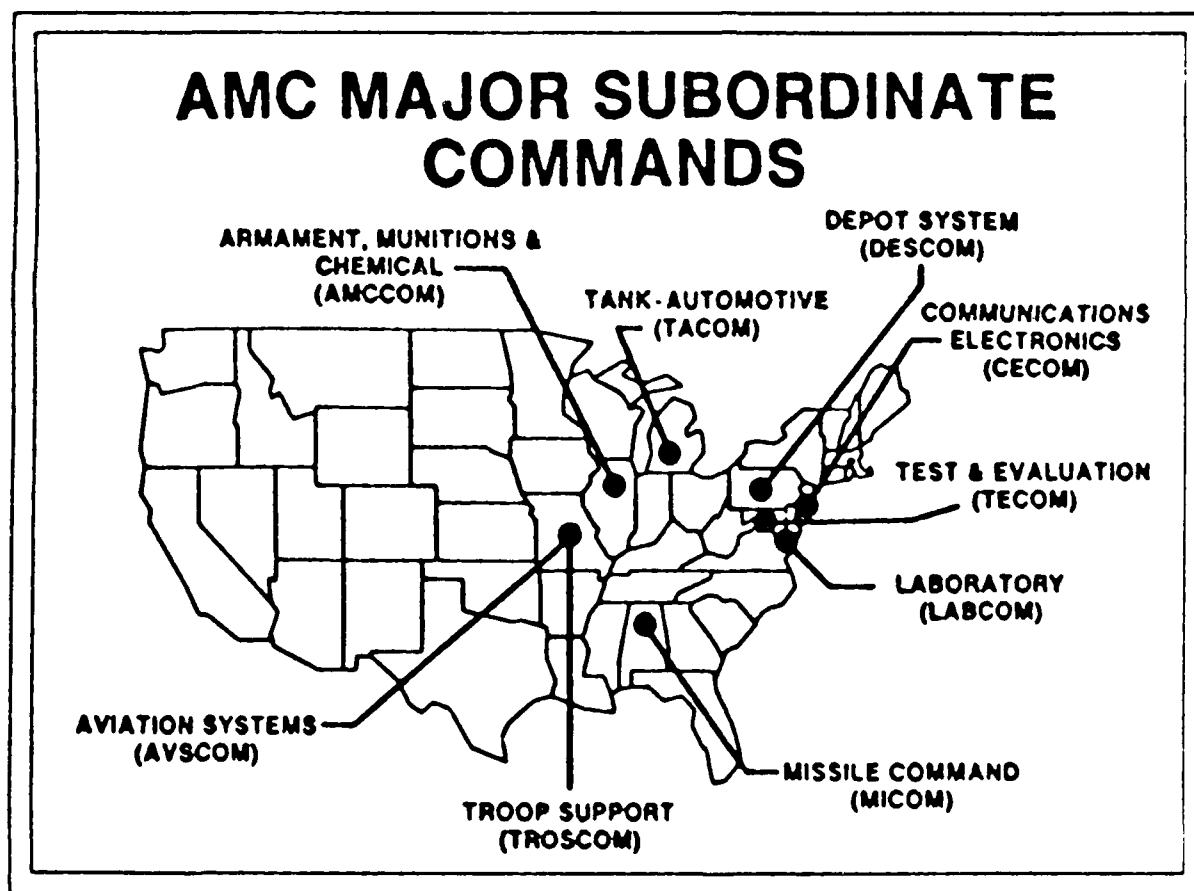 AMC MAJOR SUBORDINATE
COMMANDS
ARMAMENT, MUNITIONS &
CHEMICAL
(AMCCOM)
TANK-AUTOMOTIVE
(TACOM)
DEPOT SYSTEM
(DESCOM)
COMMUNICATIONS
ELECTRONICS
(CECOM)
TEST & EVALUATION
(TECOM)
LABORATORY
(LABCOM)
AVIATION SYSTEMS
(AVSCOM)
TROOP SUPPORT
(TROSCOM)
MISSILE COMMAND
(MICOM)